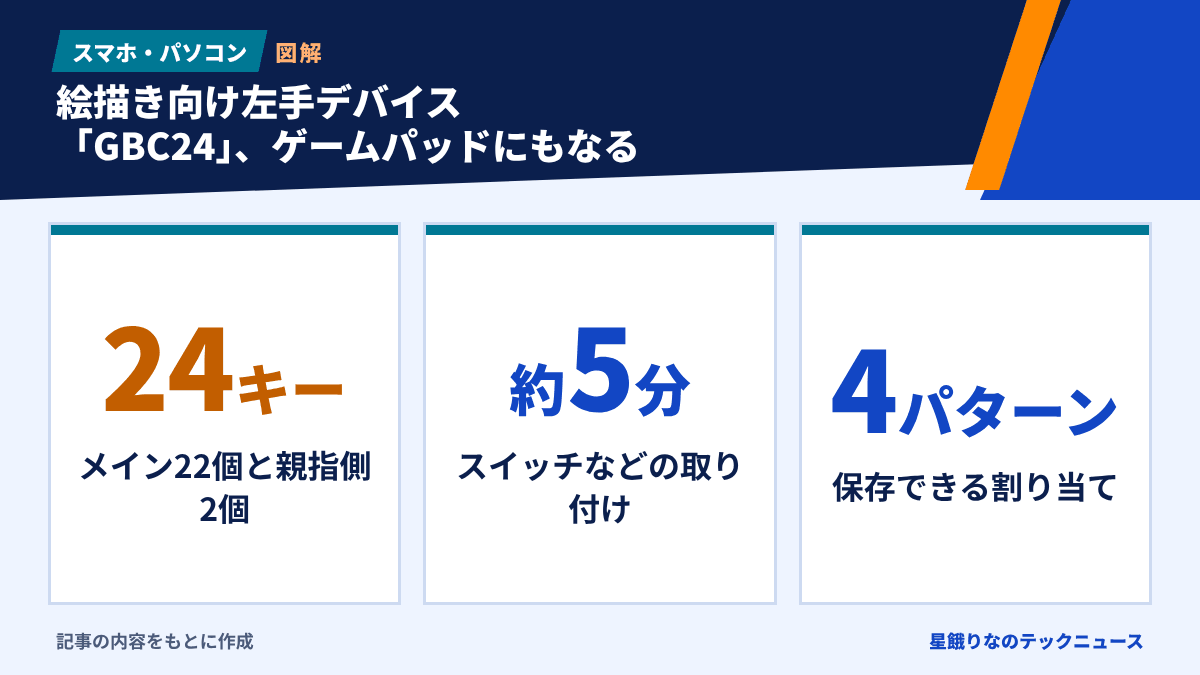 スマホ・パソコン 図解
絵描き向け左手デバイス
「GBC24」、ゲームパッドにもなる
24キー
メイン22個と親指側
2個
約5分
スイッチなどの取り
付け
4パターン
保存できる割り当て
記事の内容をもとに作成
星餓りなのテックニュース